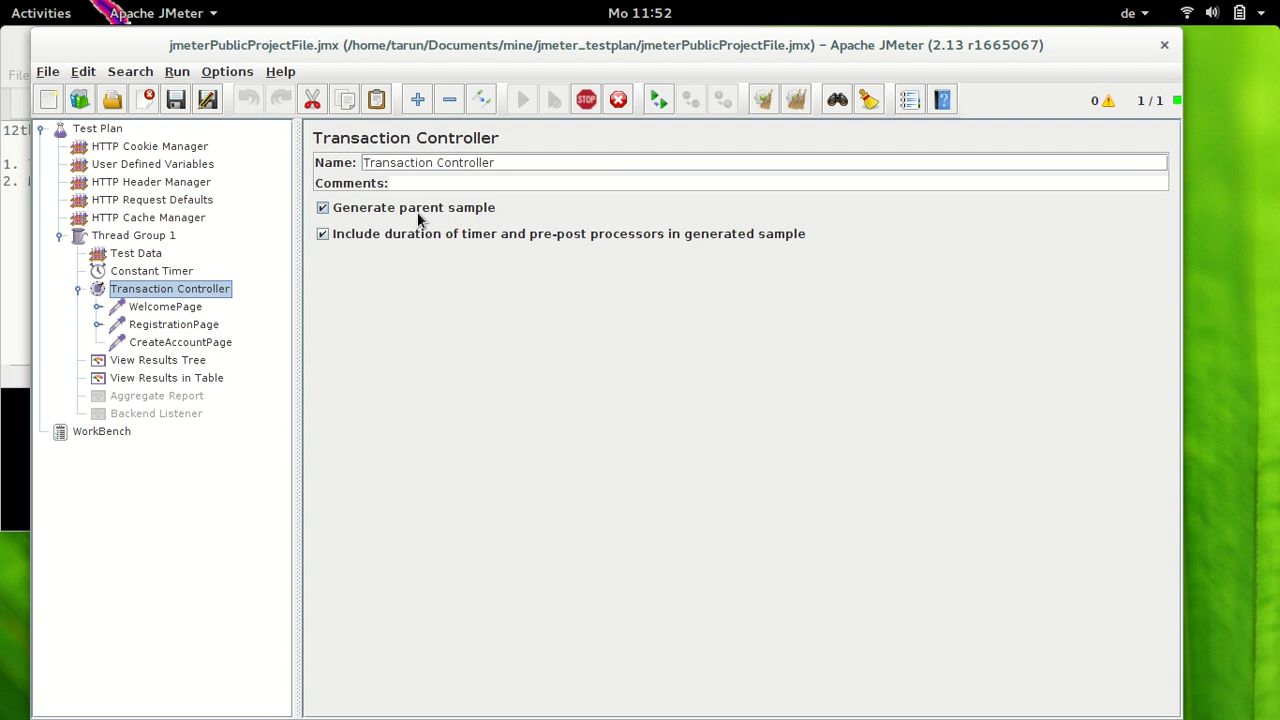 Activities Apache JMeter Mo 11:52 de
jmeterPublicProjectFile.jmx (/home/tarun/Documents/mine/jmeter_testplan/jmeterPublicProjectFile.jmx) – Apache JMeter (2.13 r1665067)
File Edit Search Run Options Help
0 1 / 1
Test Plan
HTTP Cookie Manager
User Defined Variables
HTTP Header Manager
HTTP Request Defaults
HTTP Cache Manager
Thread Group 1
Test Data
Constant Timer
Transaction Controller
WelcomePage
RegistrationPage
CreateAccountPage
View Results Tree
View Results in Table
Aggregate Report
Backend Listener
WorkBench
Transaction Controller
Name: Transaction Controller
Comments:
Generate parent sample
Include duration of timer and pre-post processors in generated sample
File
12th
1.
2.